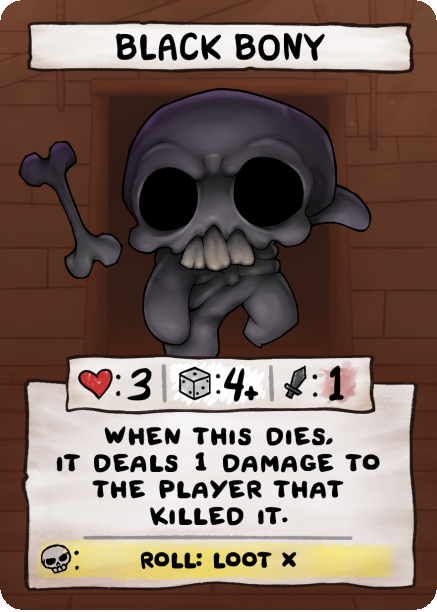 BLACK BONY
:3 :4+ :1
WHEN THIS DIES,
IT DEALS 1 DAMAGE TO
THE PLAYER THAT
KILLED IT.
: ROLL: LOOT X